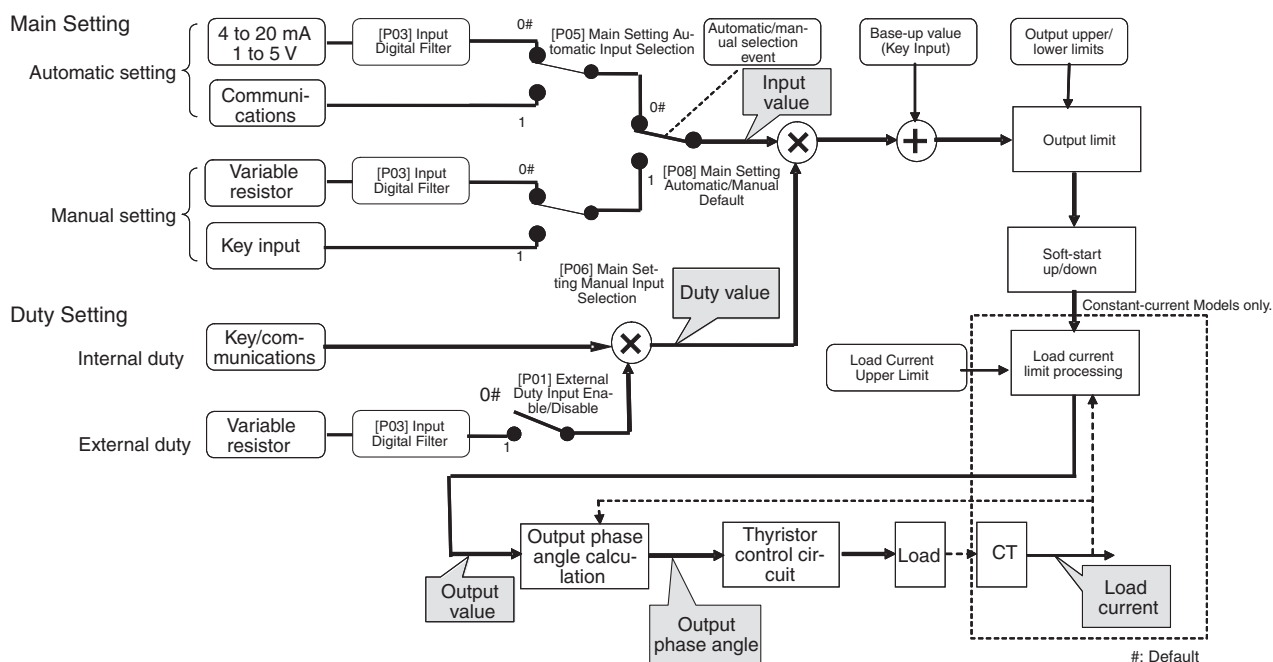 Main Setting
Automatic setting
4 to 20 mA
1 to 5 V
[P03] Input
Digital Filter
0#
[P05] Main Setting Au-
tomatic Input Selection
Automatic/man-
ual selection
event
Base-up value
(Key Input)
Output upper/
lower limits
Communi-
cations
1
0#
Input
value
Output limit
1
[P08] Main Setting
Automatic/Manual
Default
Manual setting
Variable
resistor
[P03] Input
Digital Filter
0#
Key input
1
[P06] Main Set-
ting Manual Input
Selection
Duty value
Soft-start
up/down
Constant-current Models only.
Duty Setting
Internal duty
Key/com-
munications
Load Current
Upper Limit
Load current
limit processing
External duty
Variable
resistor
[P03] Input
Digital Filter
0#
1
[P01] External
Duty Input Ena-
ble/Disable
Output
value
Output phase
angle calcu-
lation
Output
phase angle
Thyristor
control cir-
cuit
Load
CT
Load
current
#: Default